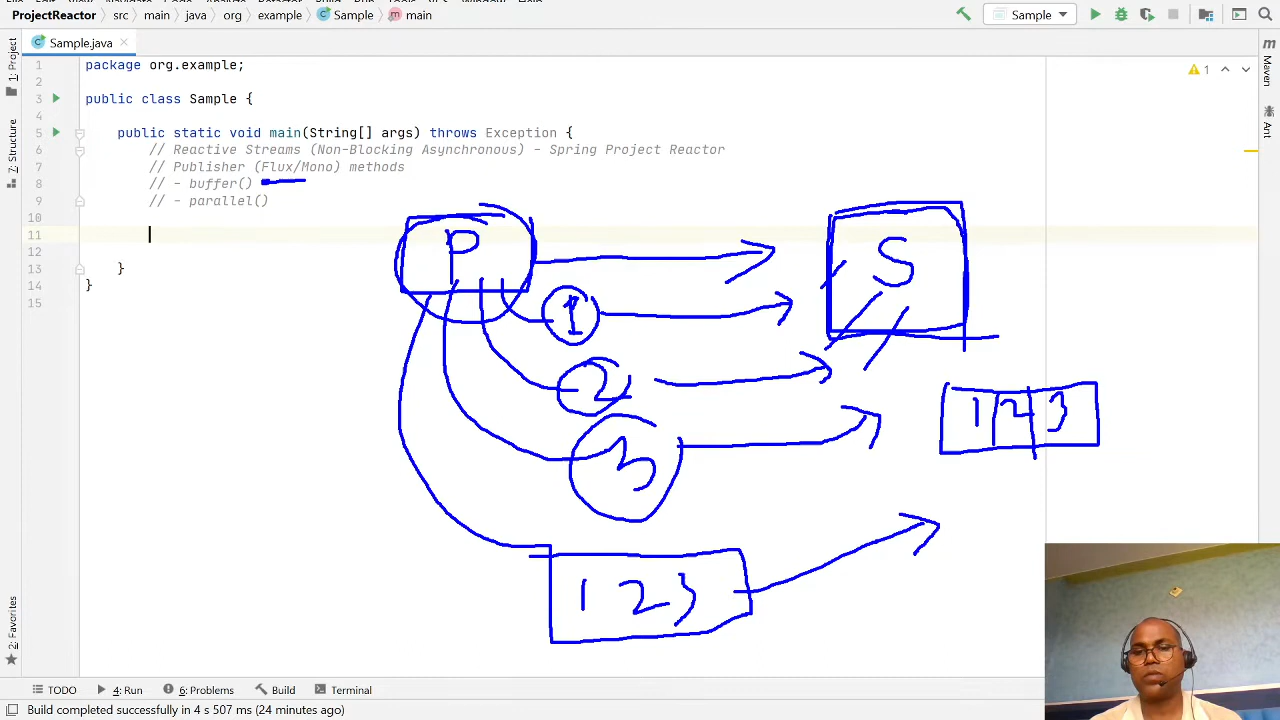 ProjectReactor > src > main > java > org > example > Sample > main
Sample
Sample.java ×
1: Project
7: Structure
2: Favorites
Maven
Ant
1
1 package org.example;
2
3 public class Sample {
4
5 public static void main(String[] args) throws Exception {
6 // Reactive Streams (Non-Blocking Asynchronous) - Spring Project Reactor
7 // Publisher (Flux/Mono) methods
8 // - buffer()
9 // - parallel()
10
11
12
13 }
14 }
15
P
S
1
2
1 2 3
3
1 2 3
TODO 4: Run 6: Problems Build Terminal
Build completed successfully in 4 s 507 ms (24 minutes ago)